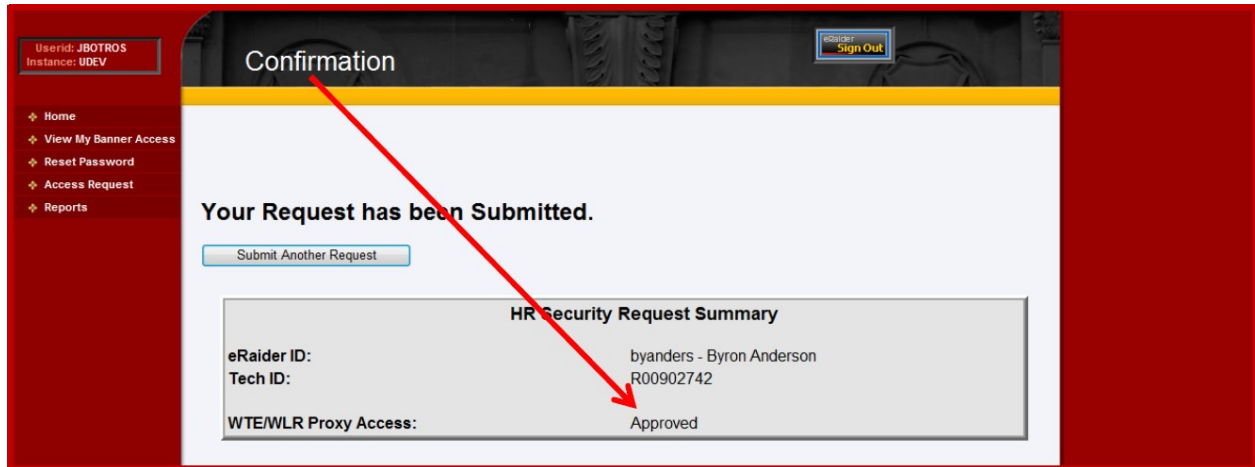 Userid: JBOTROS
Instance: UDEV
Confirmation
eRaider
Sign Out
Home
View My Banner Access
Reset Password
Access Request
Reports
Your Request has been Submitted.
Submit Another Request
HR Security Request Summary
eRaider ID: byanders - Byron Anderson
Tech ID: R00902742
WTE/WLR Proxy Access: Approved